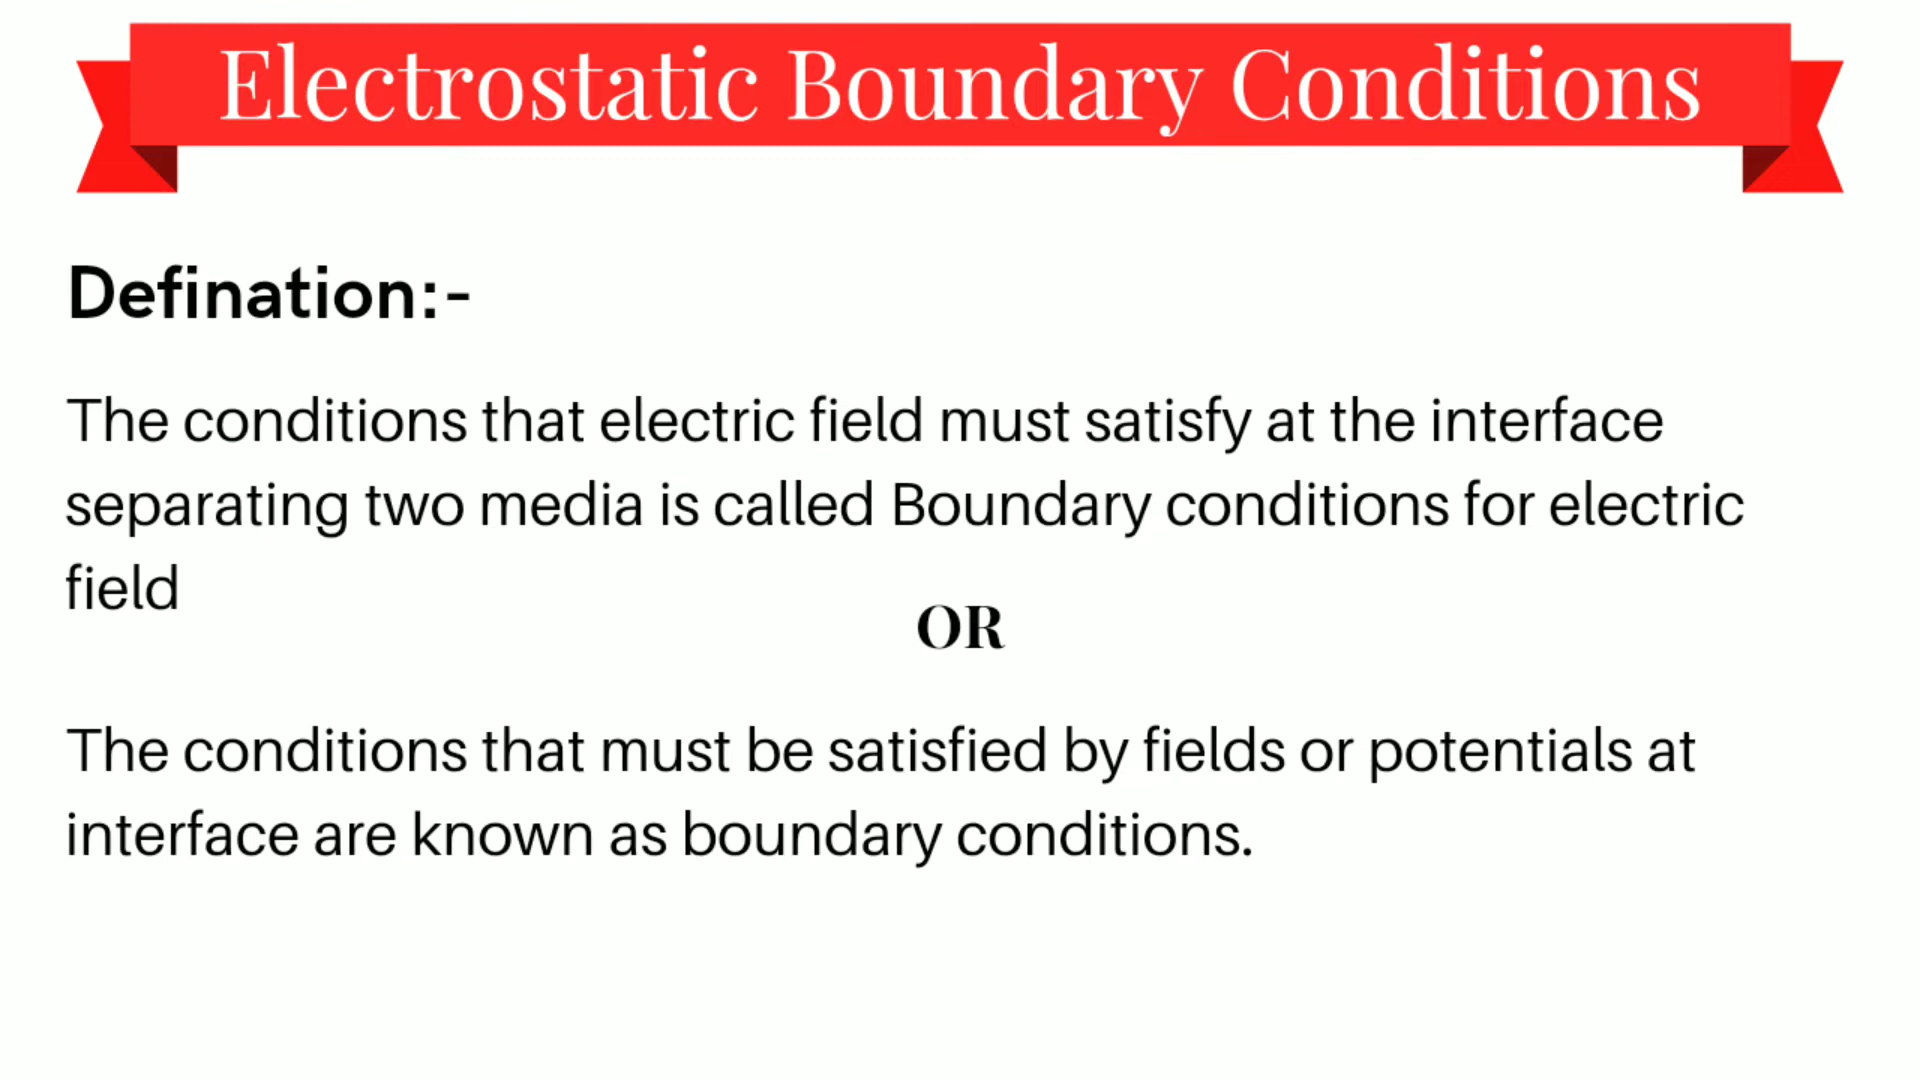 Electrostatic Boundary Conditions
Defination:-
The conditions that electric field must satisfy at the interface
separating two media is called Boundary conditions for electric
field
OR
The conditions that must be satisfied by fields or potentials at
interface are known as boundary conditions.